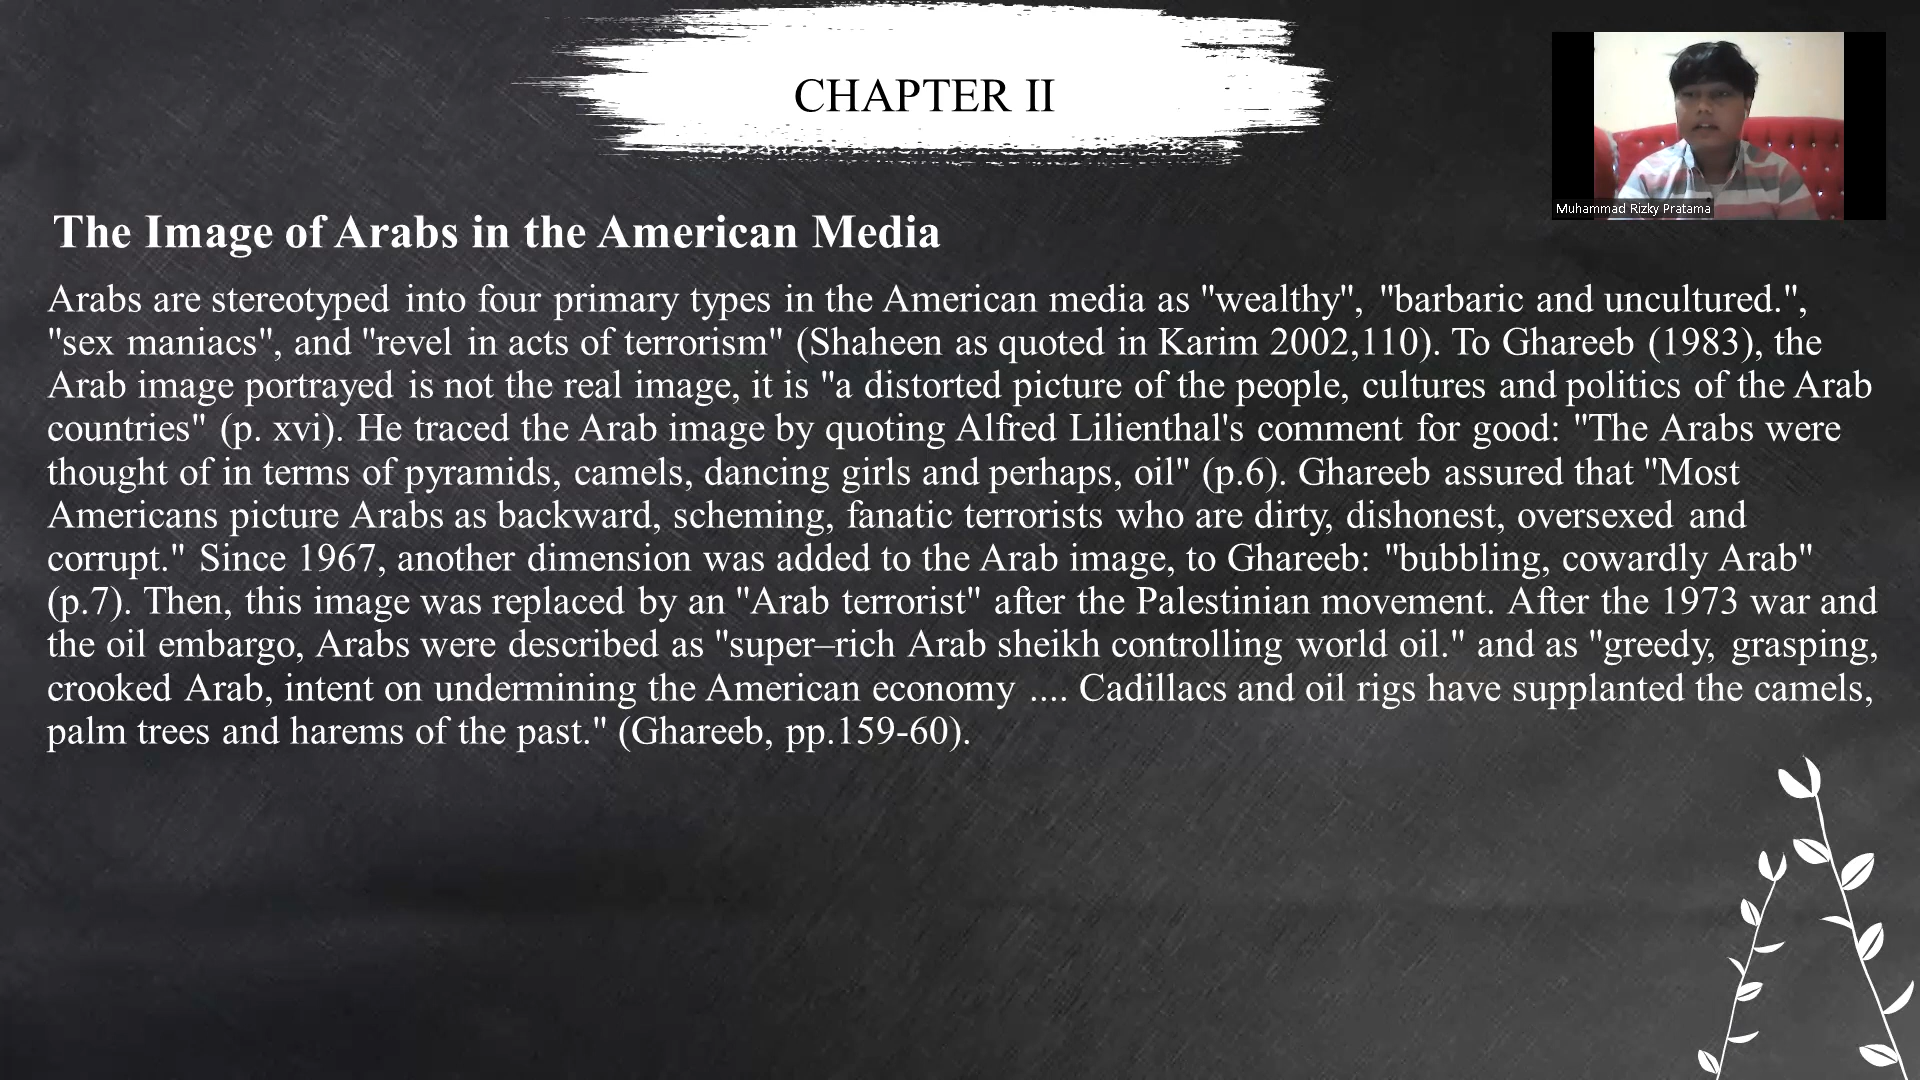 CHAPTER II
Muhammad Rizky Pratama
The Image of Arabs in the American Media
Arabs are stereotyped into four primary types in the American media as "wealthy", "barbaric and uncultured.",
"sex maniacs", and "revel in acts of terrorism" (Shaheen as quoted in Karim 2002,110). To Ghareeb (1983), the
Arab image portrayed is not the real image, it is "a distorted picture of the people, cultures and politics of the Arab
countries" (p. xvi). He traced the Arab image by quoting Alfred Lilienthal's comment for good: "The Arabs were
thought of in terms of pyramids, camels, dancing girls and perhaps, oil" (p.6). Ghareeb assured that "Most
Americans picture Arabs as backward, scheming, fanatic terrorists who are dirty, dishonest, oversexed and
corrupt." Since 1967, another dimension was added to the Arab image, to Ghareeb: "bubbling, cowardly Arab"
(p.7). Then, this image was replaced by an "Arab terrorist" after the Palestinian movement. After the 1973 war and
the oil embargo, Arabs were described as "super–rich Arab sheikh controlling world oil." and as "greedy, grasping,
crooked Arab, intent on undermining the American economy .... Cadillacs and oil rigs have supplanted the camels,
palm trees and harems of the past." (Ghareeb, pp.159-60).